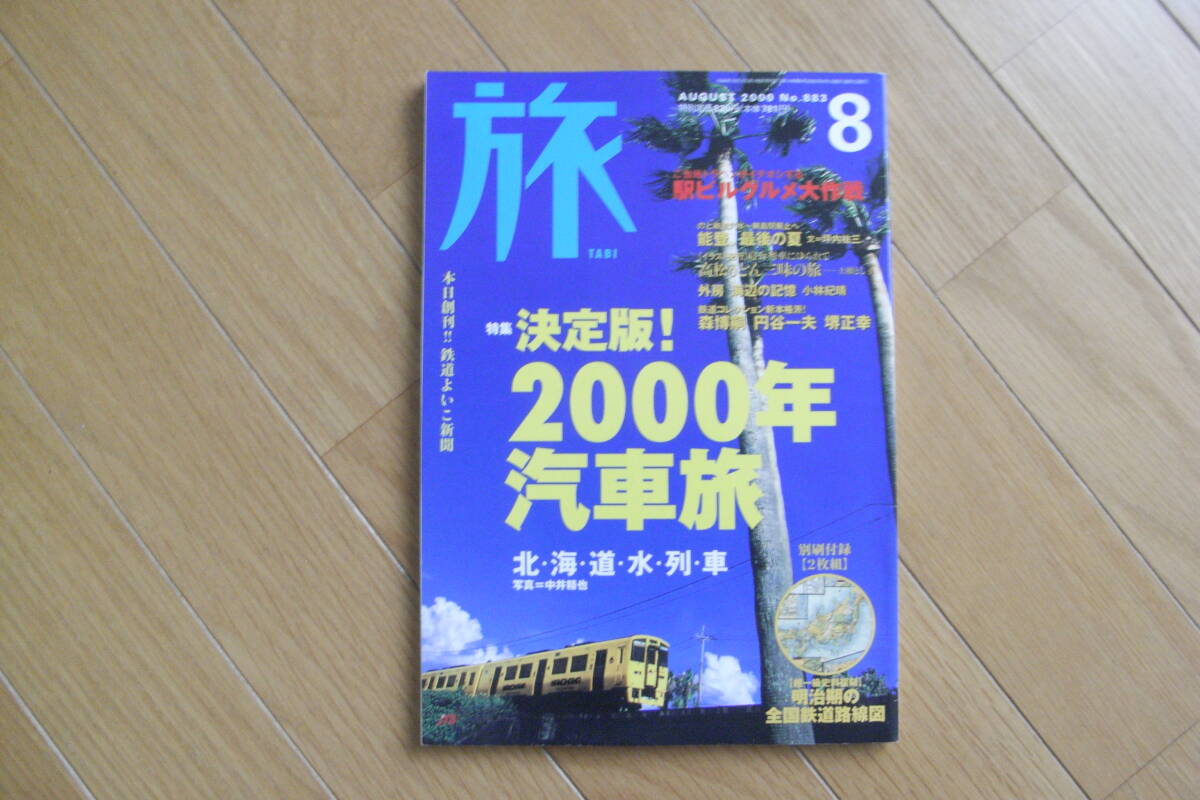 旅
TABI
AUGUST 2000 No.883
8
駅ビルグルメ大作戦
能登 最後の夏
三味の旅
外房 海辺の記憶 小林紀晴
森博嗣 円谷一夫 堺正幸
本日創刊!! 鉄道よいこ新聞
特集 決定版!
2000年
汽車旅
北・海・道・水・列・車
写真=中井精也
別刷付録
【2枚組】
明治期の
全国鉄道路線図